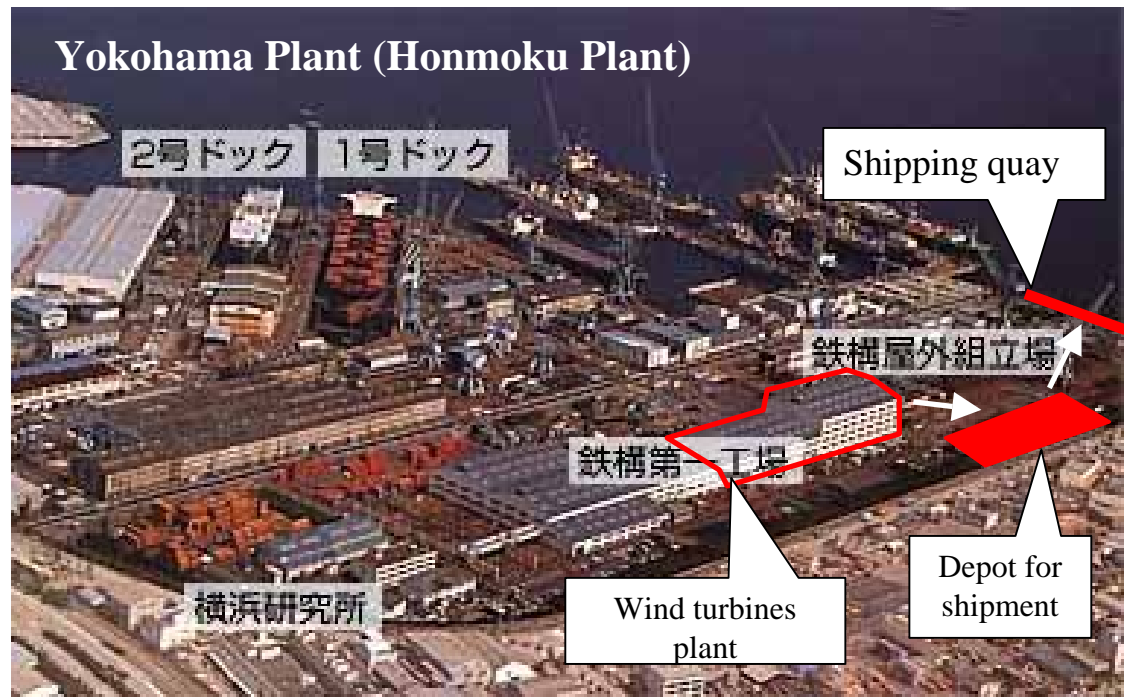 Yokohama Plant (Honmoku Plant)
2号ドック
1号ドック
Shipping quay
鉄構屋外組立場
鉄構第一工場
Depot for
shipment
Wind turbines
plant
横浜研究所